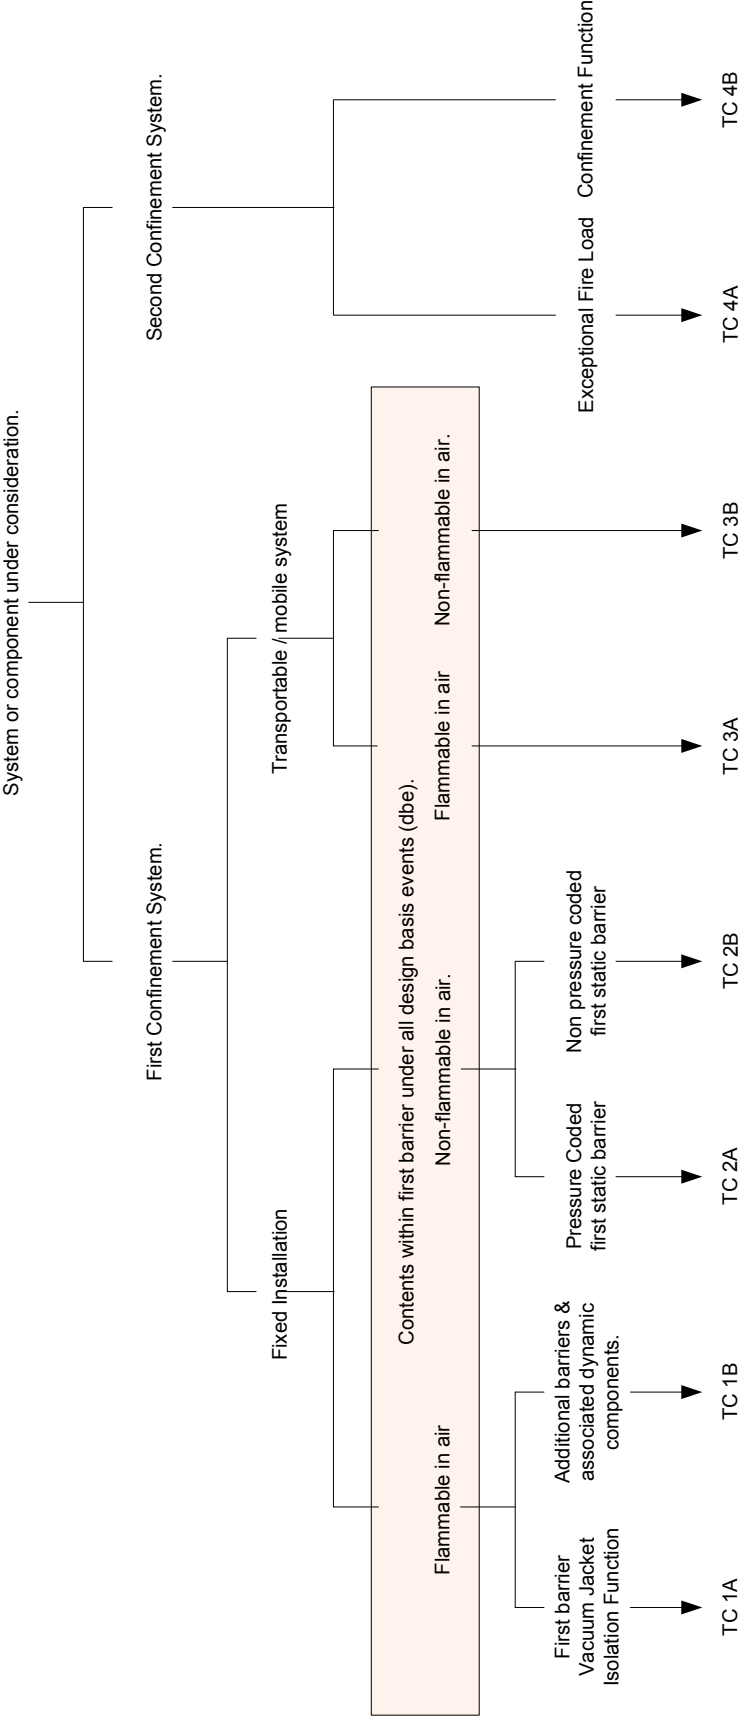 System or component under consideration.
First Confinement System.
Second Confinement System.
Fixed Installation
Transportable / mobile system
Contents within first barrier under all design basis events (dbe).
Flammable in air
Non-flammable in air.
Flammable in air
Non-flammable in air.
First barrier
Vacuum Jacket
Isolation Function
Additional barriers &
associated dynamic
components.
Pressure Coded
first static barrier
Non pressure coded
first static barrier
Exceptional Fire Load
Confinement Function
TC 1A
TC 1B
TC 2A
TC 2B
TC 3A
TC 3B
TC 4A
TC 4B